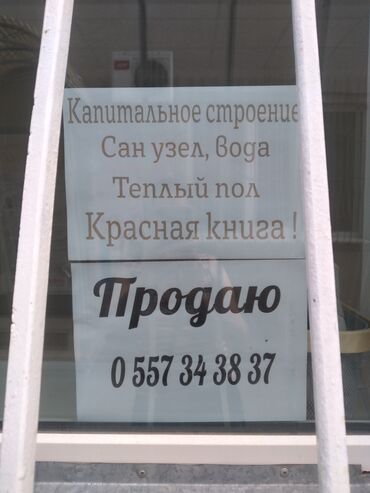 Капитальное строение
Сан узел, вода
Теплый пол
Красная книга !
Продаю
0 557 34 38 37